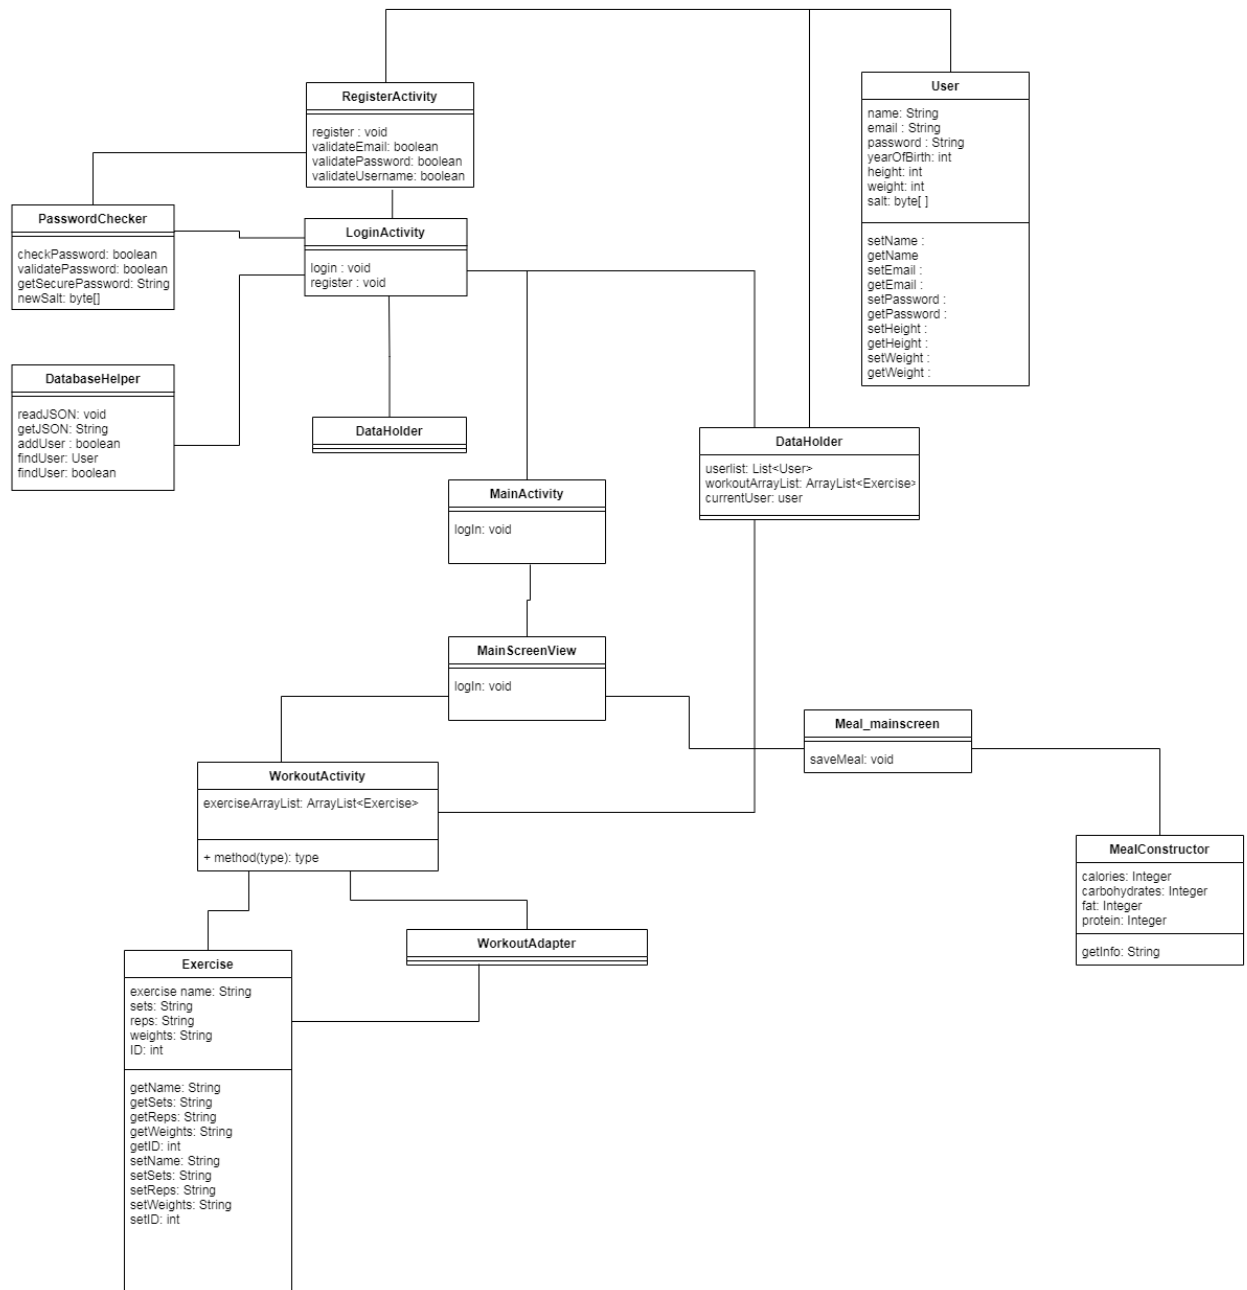 RegisterActivity
register : void
validateEmail: boolean
validatePassword: boolean
validateUsername: boolean
User
name: String
email : String
password : String
yearOfBirth: int
height: int
weight: int
salt: byte[ ]
setName :
getName
setEmail :
getEmail :
setPassword :
getPassword :
setHeight :
getHeight :
setWeight :
getWeight :
PasswordChecker
checkPassword: boolean
validatePassword: boolean
getSecurePassword: String
newSalt: byte[]
LoginActivity
login : void
register : void
DatabaseHelper
readJSON: void
getJSON: String
addUser : boolean
findUser: User
findUser: boolean
DataHolder
DataHolder
userlist: List<User>
workoutArrayList: ArrayList<Exercise>
currentUser: user
MainActivity
logIn: void
MainScreenView
logIn: void
Meal_mainscreen
saveMeal: void
WorkoutActivity
exerciseArrayList: ArrayList<Exercise>
+ method(type): type
MealConstructor
calories: Integer
carbohydrates: Integer
fat: Integer
protein: Integer
getInfo: String
WorkoutAdapter
Exercise
exercise name: String
sets: String
reps: String
weights: String
ID: int
getName: String
getSets: String
getReps: String
getWeights: String
getID: int
setName: String
setSets: String
setReps: String
setWeights: String
setID: int